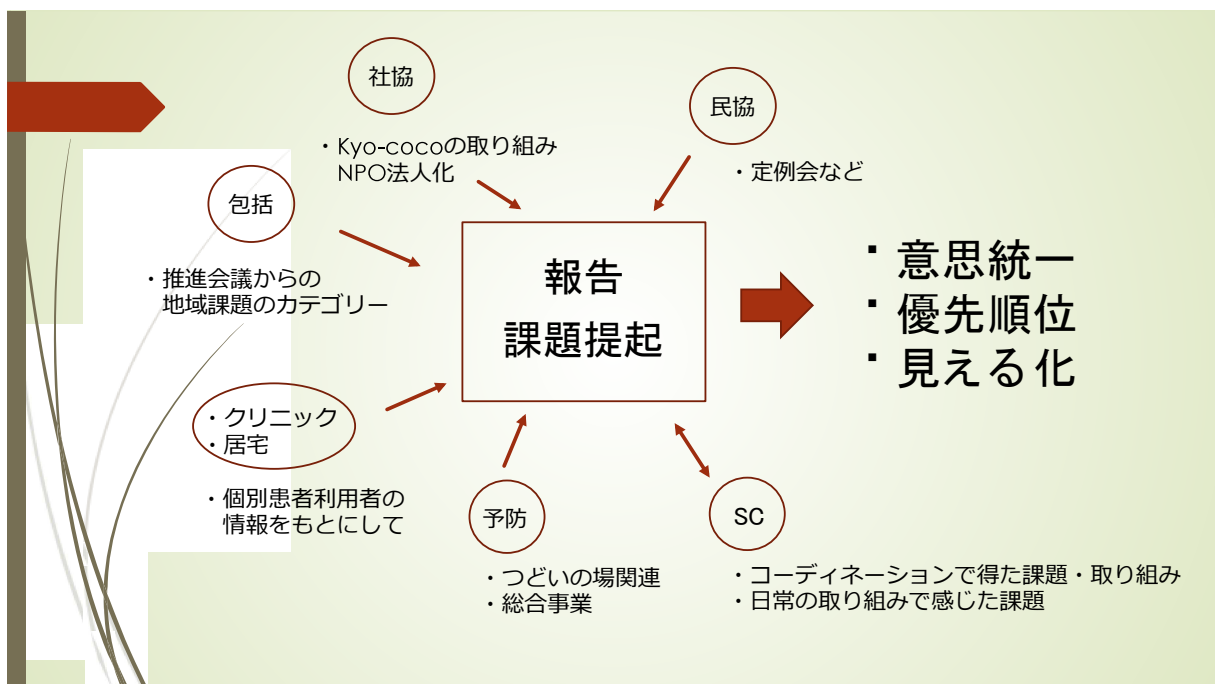 社協
・Kyo-cocoの取り組み
NPO法人化
民協
・定例会など
包括
・推進会議からの
地域課題のカテゴリー
報告
課題提起
・意思統一
・優先順位
・見える化
・クリニック
・居宅
・個別患者利用者の
情報をもとにして
予防
・つどいの場関連
・総合事業
SC
・コーディネーションで得た課題・取り組み
・日常の取り組みで感じた課題